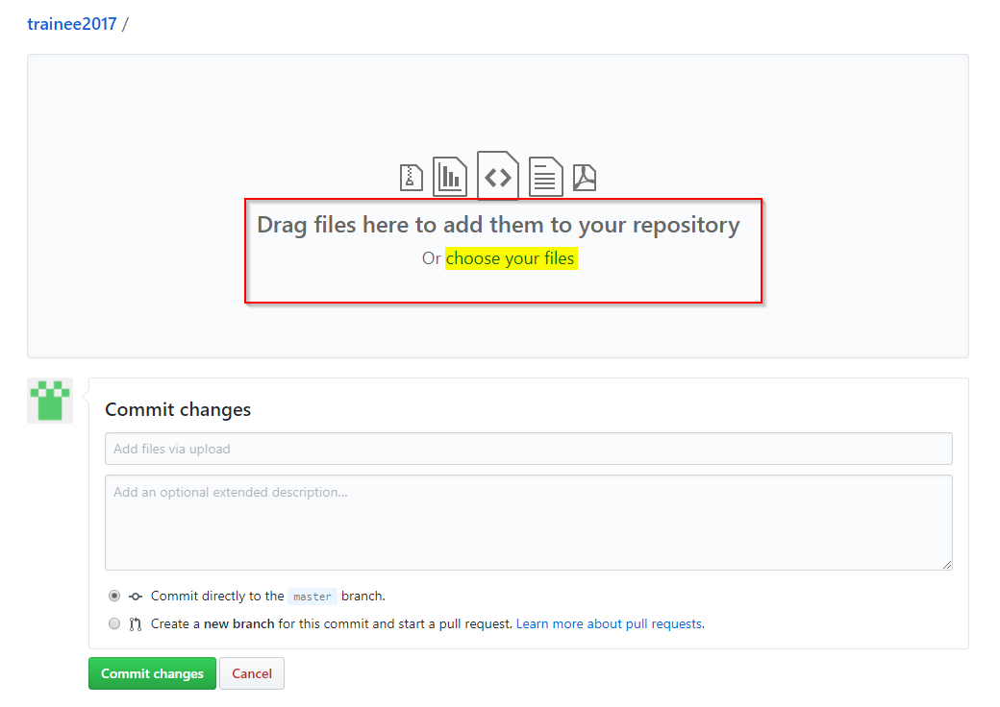 trainee2017 /
Drag files here to add them to your repository
Or choose your files
Commit changes
Add files via upload
Add an optional extended description...
Commit directly to the master branch.
Create a new branch for this commit and start a pull request. Learn more about pull requests.
Commit changes Cancel